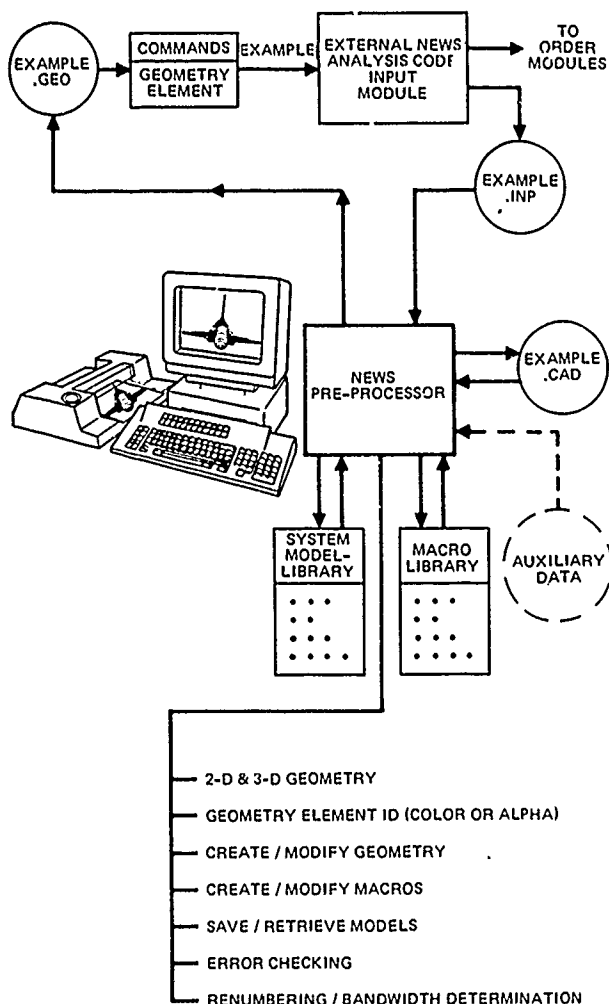 EXAMPLE
.GEO
COMMANDS
GEOMETRY
ELEMENT
EXAMPLE
EXTERNAL NEWS
ANALYSIS CODE
INPUT
MODULE
TO
ORDER
MODULES
EXAMPLE
.INP
NEWS
PRE-PROCESSOR
EXAMPLE
.CAD
SYSTEM
MODEL-
LIBRARY
MACRO
LIBRARY
AUXILIARY
DATA
2-D & 3-D GEOMETRY
GEOMETRY ELEMENT ID (COLOR OR ALPHA)
CREATE / MODIFY GEOMETRY
CREATE / MODIFY MACROS
SAVE / RETRIEVE MODELS
ERROR CHECKING
RENUMBERING / BANDWIDTH DETERMINATION